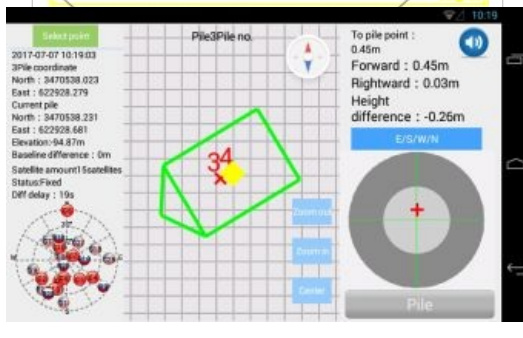 10:19
Select point
2017-07-07 10:19:03
3Pile coordinate
North : 3470538.023
East : 622928.279
Current pile
North : 3470538.231
East : 622928.681
Elevation:-94.87m
Baseline difference : 0m
Satellite amount15satellites
Status:Fixed
Diff delay : 19s
Pile3Pile no.
34
Zoom out
Zoom in
Center
To pile point :
0.45m
Forward : 0.45m
Rightward : 0.03m
Height
difference : -0.26m
E/S/W/N
Pile